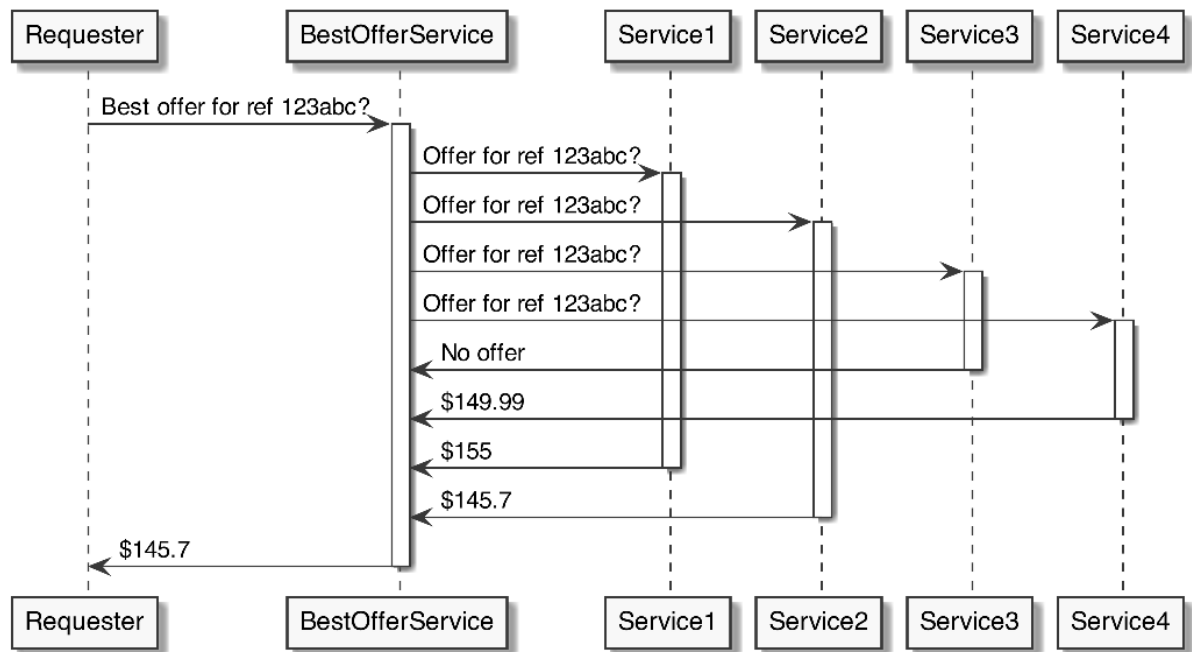 Requester BestOfferService Service1 Service2 Service3 Service4
Best offer for ref 123abc?
Offer for ref 123abc?
Offer for ref 123abc?
Offer for ref 123abc?
Offer for ref 123abc?
No offer
$149.99
$155
$145.7
$145.7
Requester BestOfferService Service1 Service2 Service3 Service4